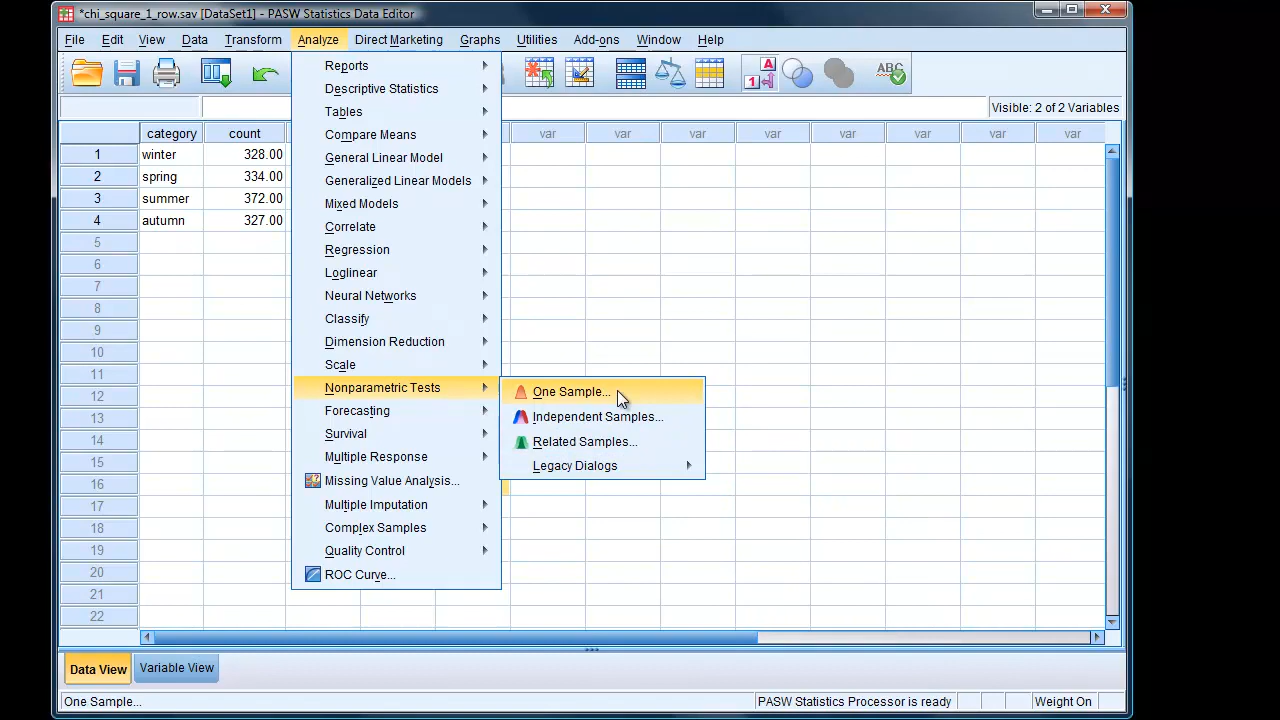 *chi_square_1_row.sav [DataSet1] - PASW Statistics Data Editor
File Edit View Data Transform Analyze Direct Marketing Graphs Utilities Add-ons Window Help
A
1
ABC
Visible: 2 of 2 Variables
category count var var var var var var var var
1 winter 328.00
2 spring 334.00
3 summer 372.00
4 autumn 327.00
5
6
7
8
9
10
11
12
13
14
15
16
17
18
19
20
21
22
Reports
Descriptive Statistics
Tables
Compare Means
General Linear Model
Generalized Linear Models
Mixed Models
Correlate
Regression
Loglinear
Neural Networks
Classify
Dimension Reduction
Scale
Nonparametric Tests
Forecasting
Survival
Multiple Response
Missing Value Analysis...
Multiple Imputation
Complex Samples
Quality Control
ROC Curve...
One Sample...
Independent Samples...
Related Samples...
Legacy Dialogs
Data View Variable View
One Sample... PASW Statistics Processor is ready Weight On